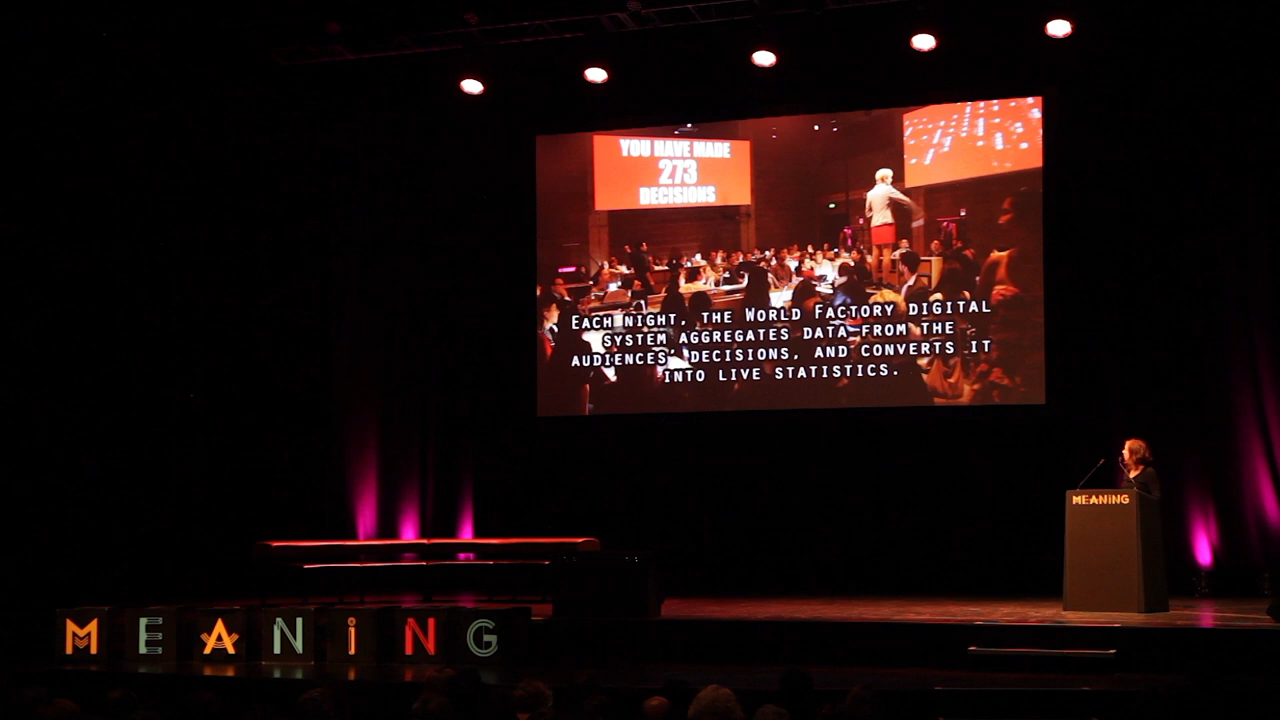 YOU HAVE MADE
273
DECISIONS
EACH NIGHT, THE WORLD FACTORY DIGITAL
SYSTEM AGGREGATES DATA FROM THE
AUDIENCES' DECISIONS, AND CONVERTS IT
INTO LIVE STATISTICS.
MEANiNG
MEANiNG